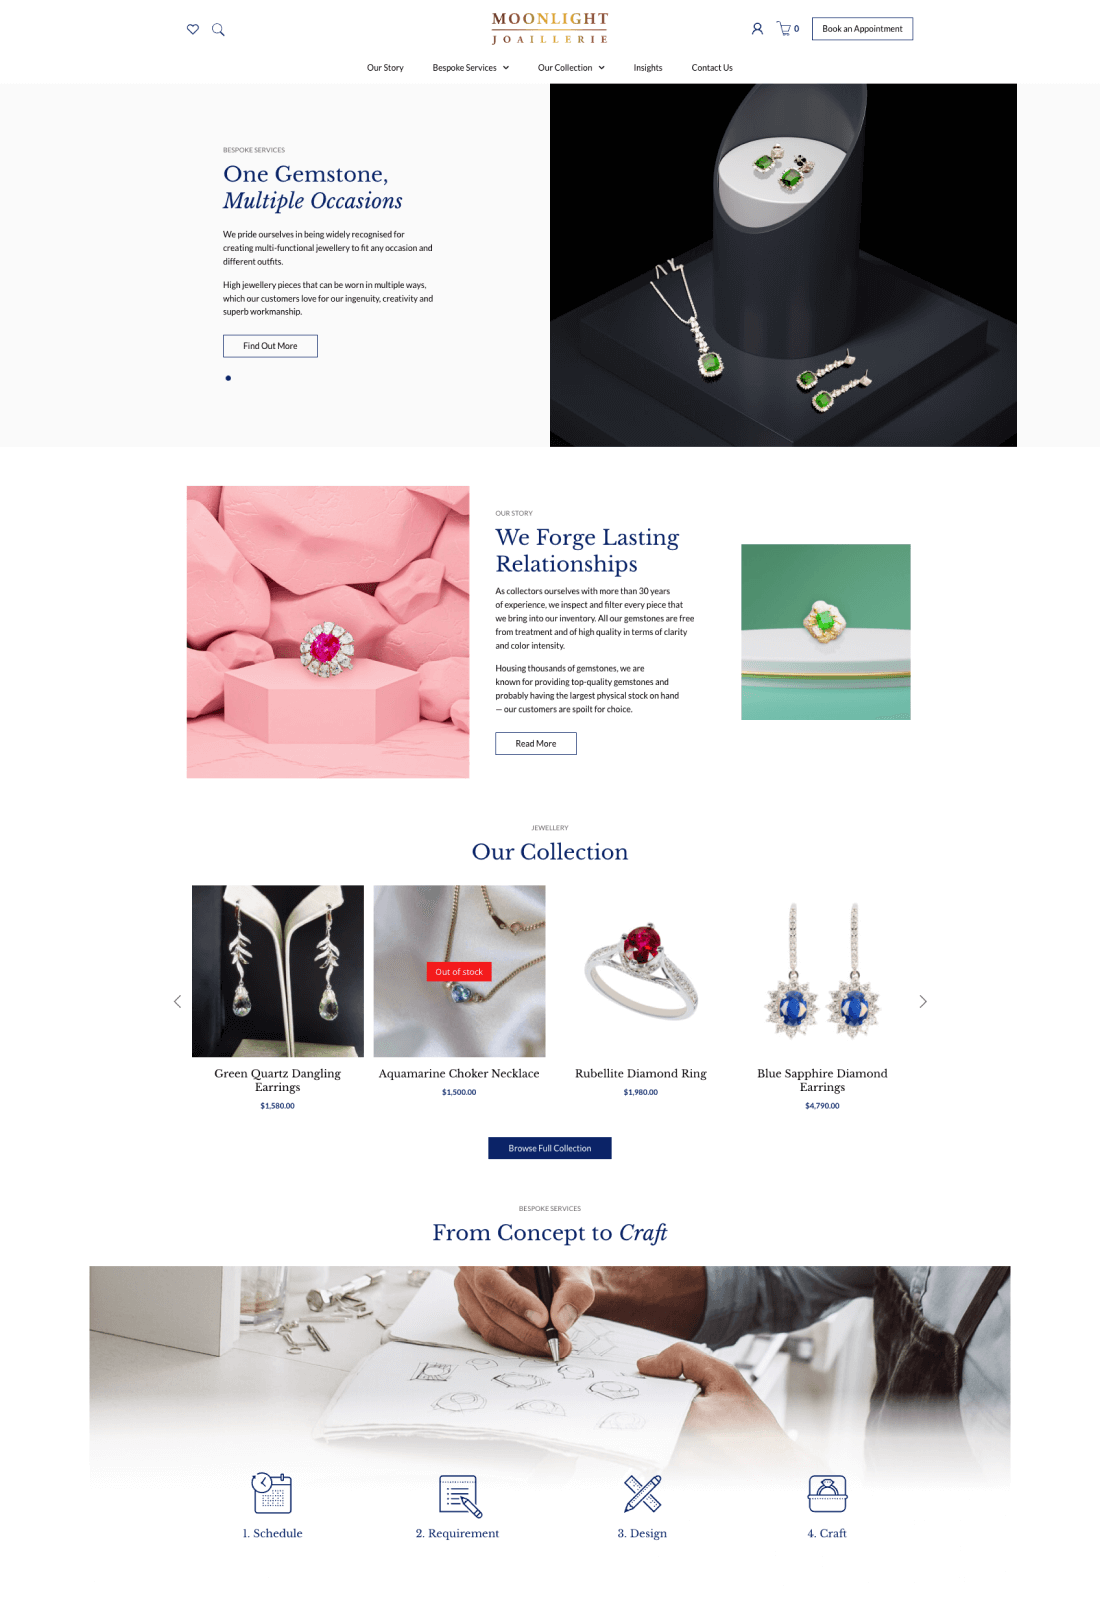 MOONLIGHT
JOAILLERIE
0
Book an Appointment
Our Story
Bespoke Services
Our Collection
Insights
Contact Us
BESPOKE SERVICES
One Gemstone,
Multiple Occasions
We pride ourselves in being widely recognised for
creating multi-functional jewellery to fit any occasion and
different outfits.
High jewellery pieces that can be worn in multiple ways,
which our customers love for our ingenuity, creativity and
superb workmanship.
Find Out More
OUR STORY
We Forge Lasting
Relationships
As collectors ourselves with more than 30 years
of experience, we inspect and filter every piece that
we bring into our inventory. All our gemstones are free
from treatment and of high quality in terms of clarity
and color intensity.
Housing thousands of gemstones, we are
known for providing top-quality gemstones and
probably having the largest physical stock on hand
— our customers are spoilt for choice.
Read More
JEWELLERY
Our Collection
Out of stock
Green Quartz Dangling
Earrings
$1,580.00
Aquamarine Choker Necklace
$1,500.00
Rubellite Diamond Ring
$1,980.00
Blue Sapphire Diamond
Earrings
$4,790.00
Browse Full Collection
BESPOKE SERVICES
From Concept to Craft
1. Schedule
2. Requirement
3. Design
4. Craft